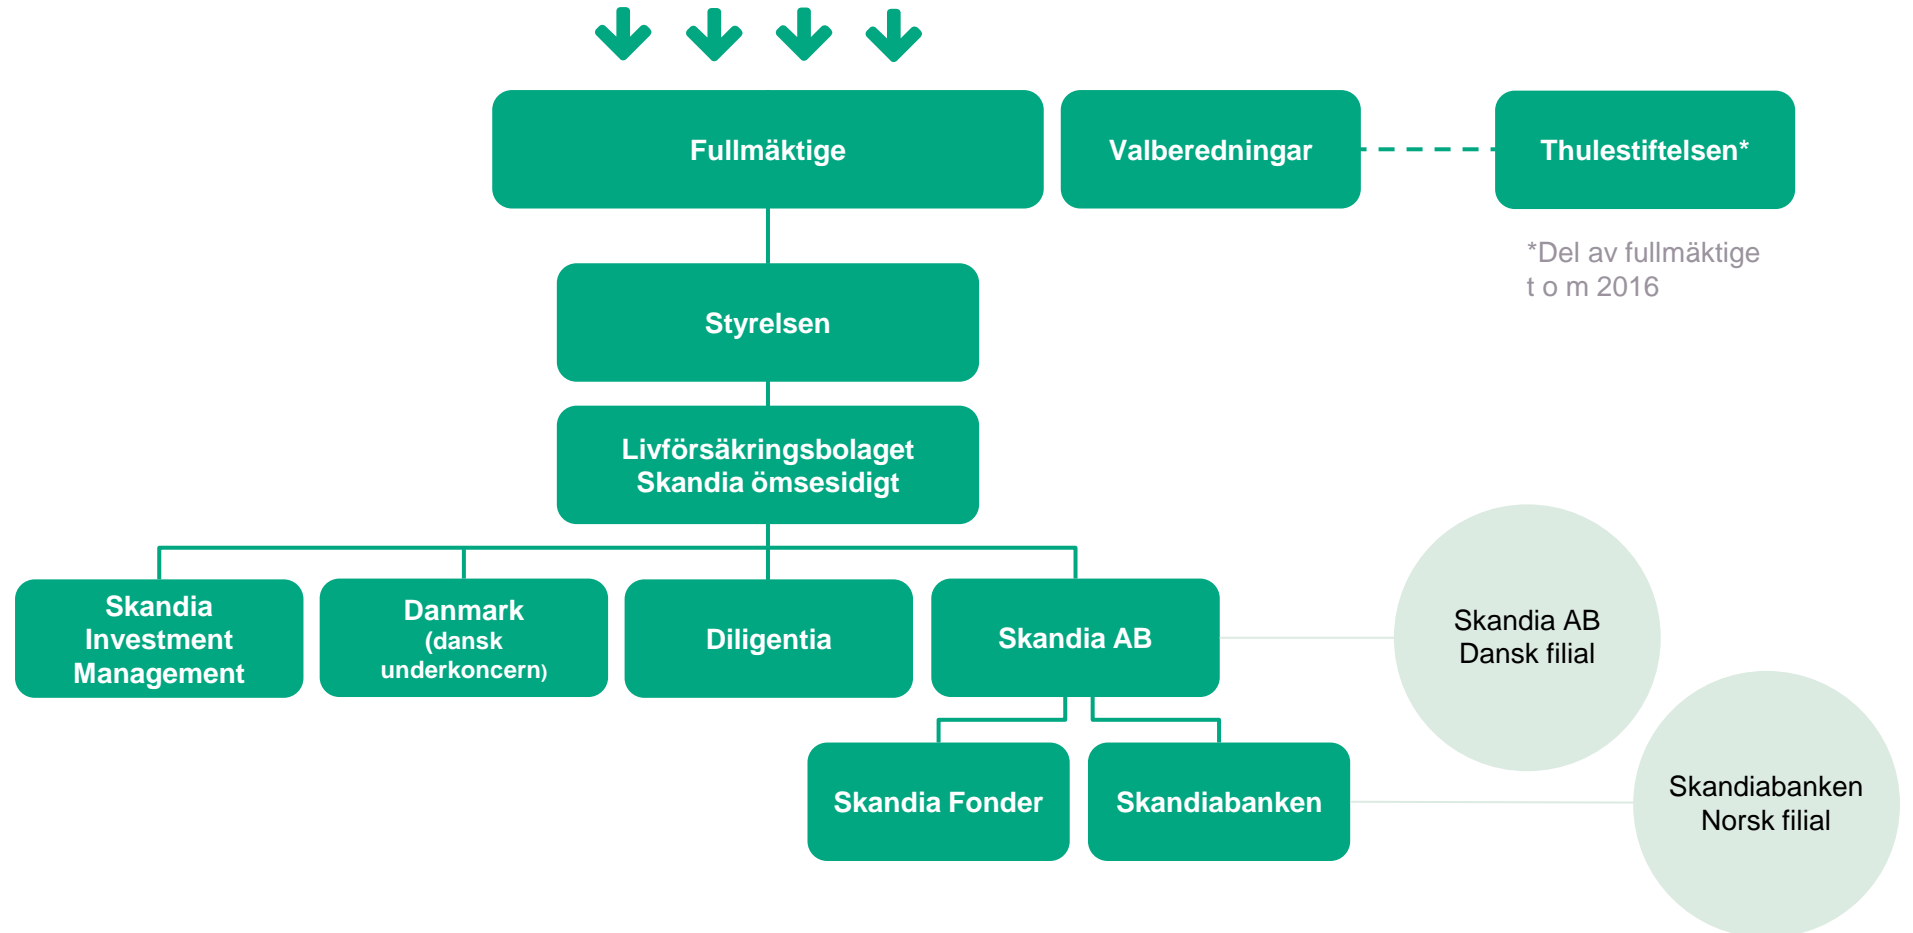 Fullmäktige
Valberedningar
Thulestiftelsen*
*Del av fullmäktige
t o m 2016
Styrelsen
Livförsäkringsbolaget
Skandia ömsesidigt
Skandia
Investment
Management
Danmark
(dansk
underkoncern)
Diligentia
Skandia AB
Skandia AB
Dansk filial
Skandia Fonder
Skandiabanken
Skandiabanken
Norsk filial